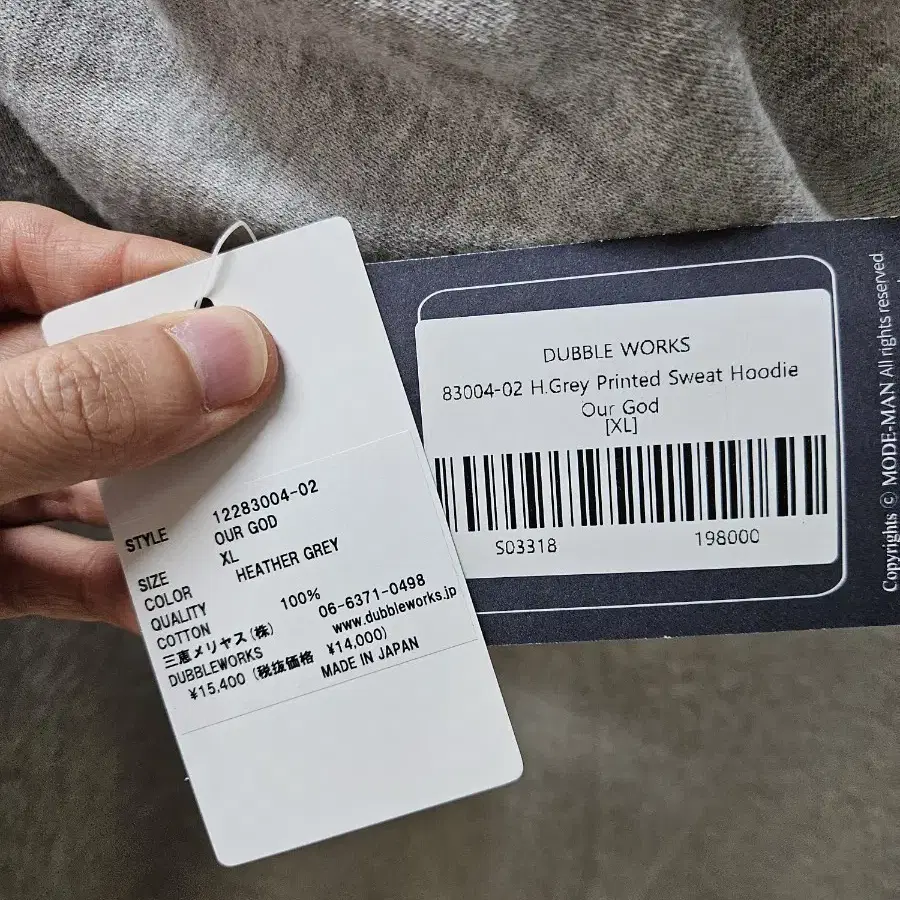 STYLE 12283004-02
OUR GOD
SIZE XL
COLOR HEATHER GREY
QUALITY
COTTON 100%
三恵メリヤス(株) 06-6371-0498
DUBBLEWORKS www.dubbleworks.jp
¥15,400 (税抜価格 ¥14,000)
MADE IN JAPAN
DUBBLE WORKS
83004-02 H.Grey Printed Sweat Hoodie
Our God
[XL]
S03318 198000
Copyrights ⓒ MODE-MAN All rights reserved